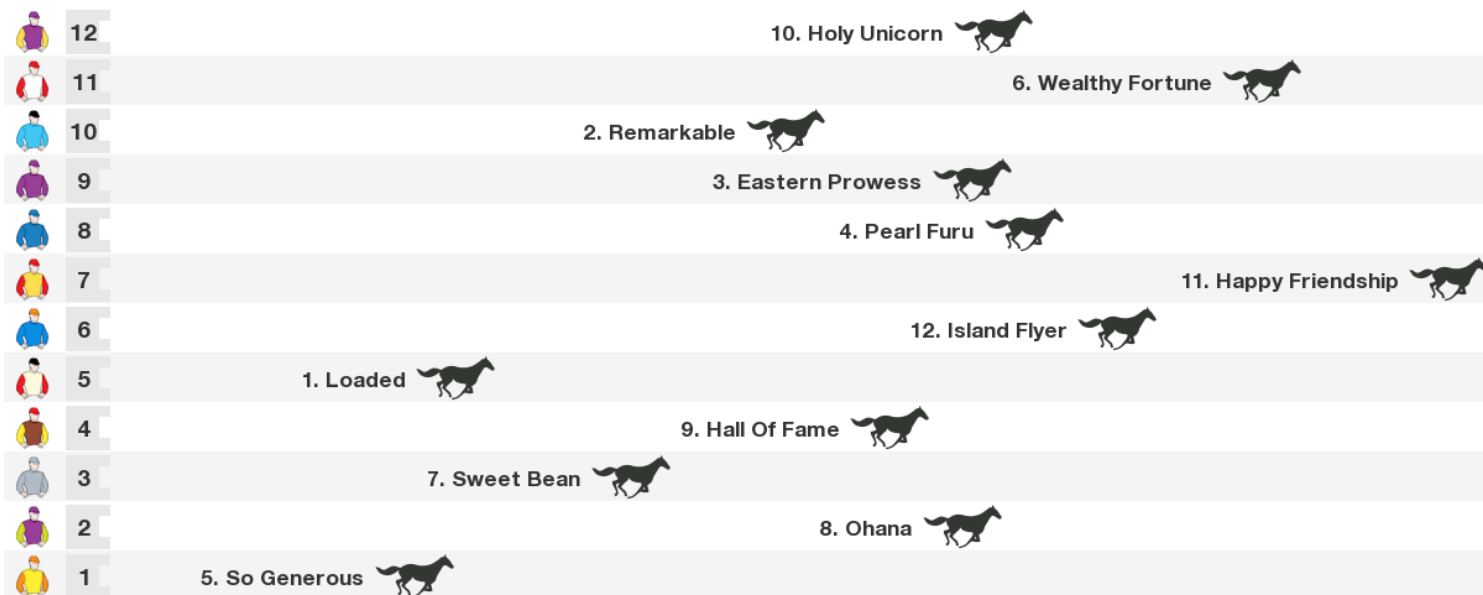 12 10. Holy Unicorn
11 6. Wealthy Fortune
10 2. Remarkable
9 3. Eastern Prowess
8 4. Pearl Furu
7 11. Happy Friendship
6 12. Island Flyer
5 1. Loaded
4 9. Hall Of Fame
3 7. Sweet Bean
2 8. Ohana
1 5. So Generous